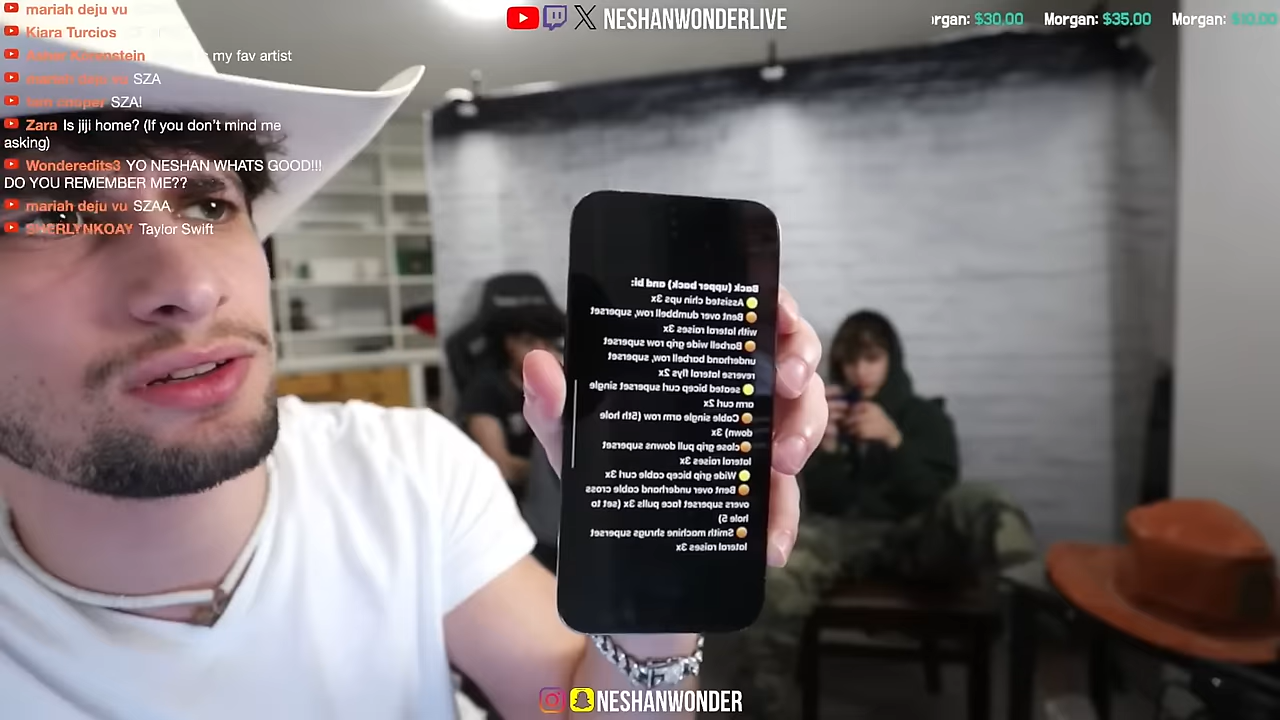 mariah deju vu
Kiara Turcios
my fav artist
mariah deju vu SZA
SZA!
Zara Is jiji home? (If you don't mind me
asking)
Wonderedits3 YO NESHAN WHATS GOOD!!!
DO YOU REMEMBER ME??
mariah deju vu SZAA
SHERLYNKOAY Taylor Swift
NESHANWONDERLIVE
$30.00 Morgan: $35.00 Morgan: $10.00
Back (upper back) and bi:
Assisted chin ups 3x
Bent over dumbbell row, superset
with lateral raises 3x
Barbell wide grip row superset
underhand barbell row, superset
reverse lateral flys 2x
seated bicep curl superset single
arm curl 2x
Cable single arm row (5th hole
down) 3x
close grip pull downs superset
lateral raises 3x
Wide grip bicep cable curl 3x
Bent over underhand cable cross
overs superset face pulls 3x (set to
hole 5)
Smith machine shrugs superset
lateral raises 3x
NESHANWONDER